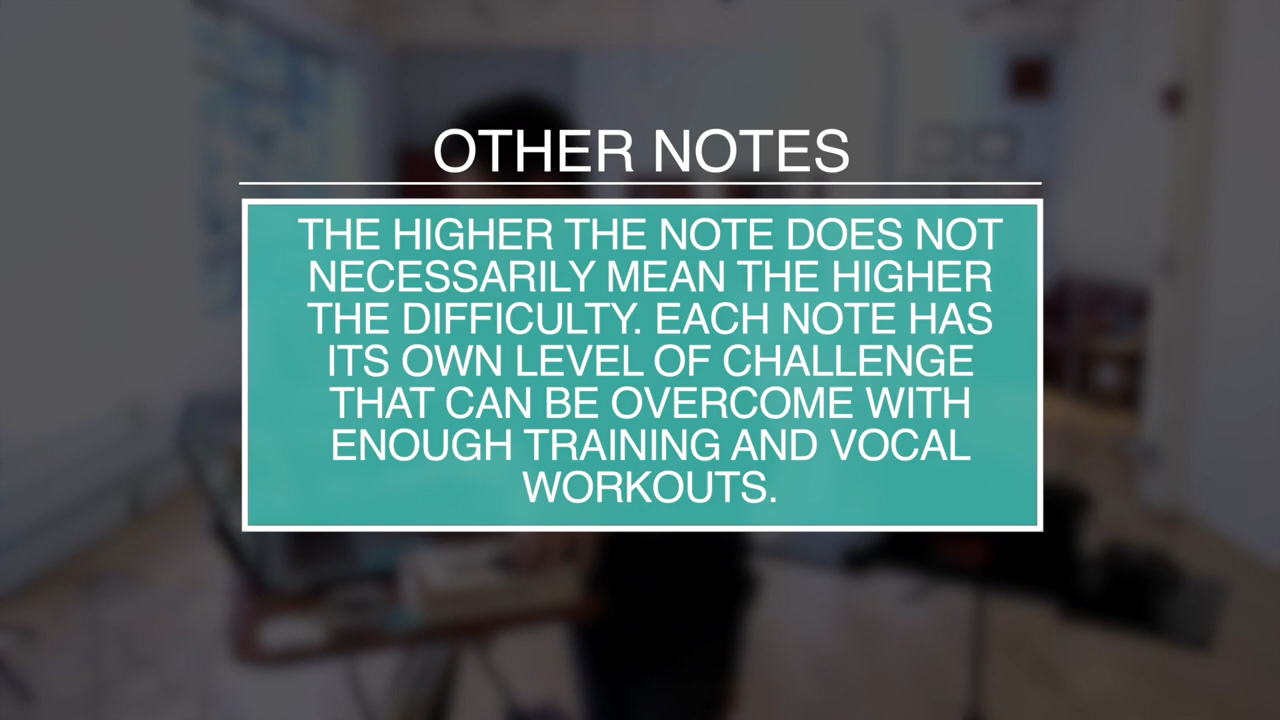 OTHER NOTES
THE HIGHER THE NOTE DOES NOT
NECESSARILY MEAN THE HIGHER
THE DIFFICULTY. EACH NOTE HAS
ITS OWN LEVEL OF CHALLENGE
THAT CAN BE OVERCOME WITH
ENOUGH TRAINING AND VOCAL
WORKOUTS.